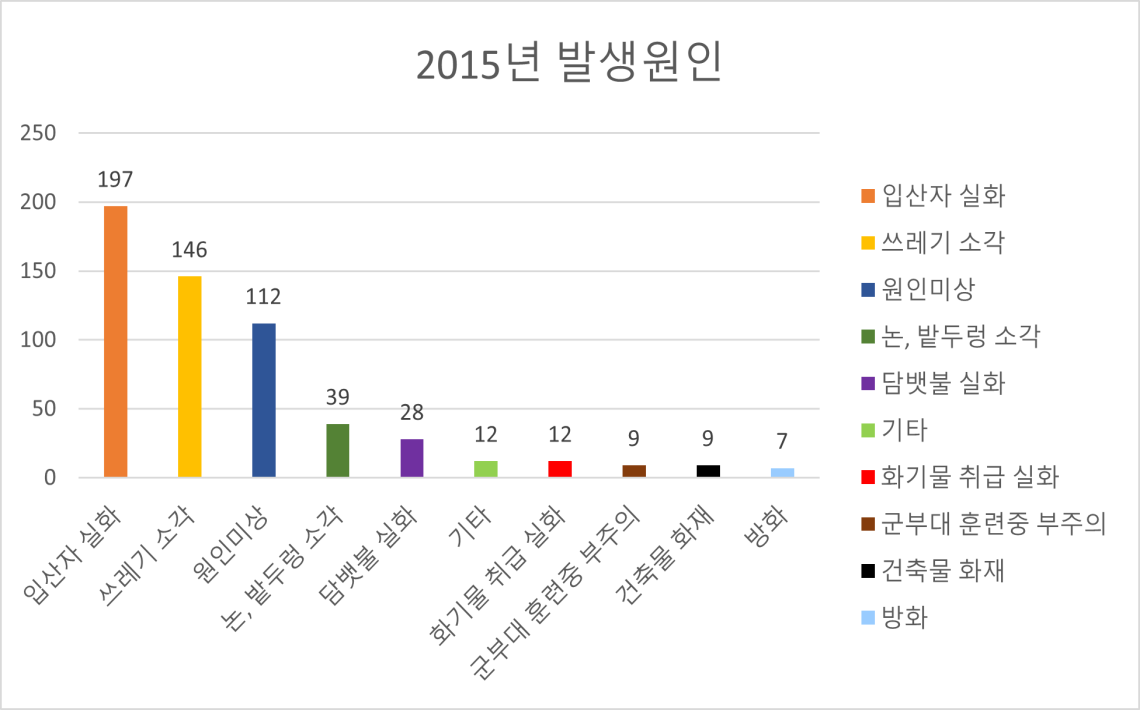 2015년 발생원인
250
200
150
100
50
0
197
146
112
39
28
12
12
9
9
7
입산자 실화
쓰레기 소각
원인미상
논, 밭두렁 소각
담뱃불 실화
기타
화기물 취급 실화
군부대 훈련중 부주의
건축물 화재
방화
입산자 실화
쓰레기 소각
원인미상
논, 밭두렁 소각
담뱃불 실화
기타
화기물 취급 실화
군부대 훈련중 부주의
건축물 화재
방화